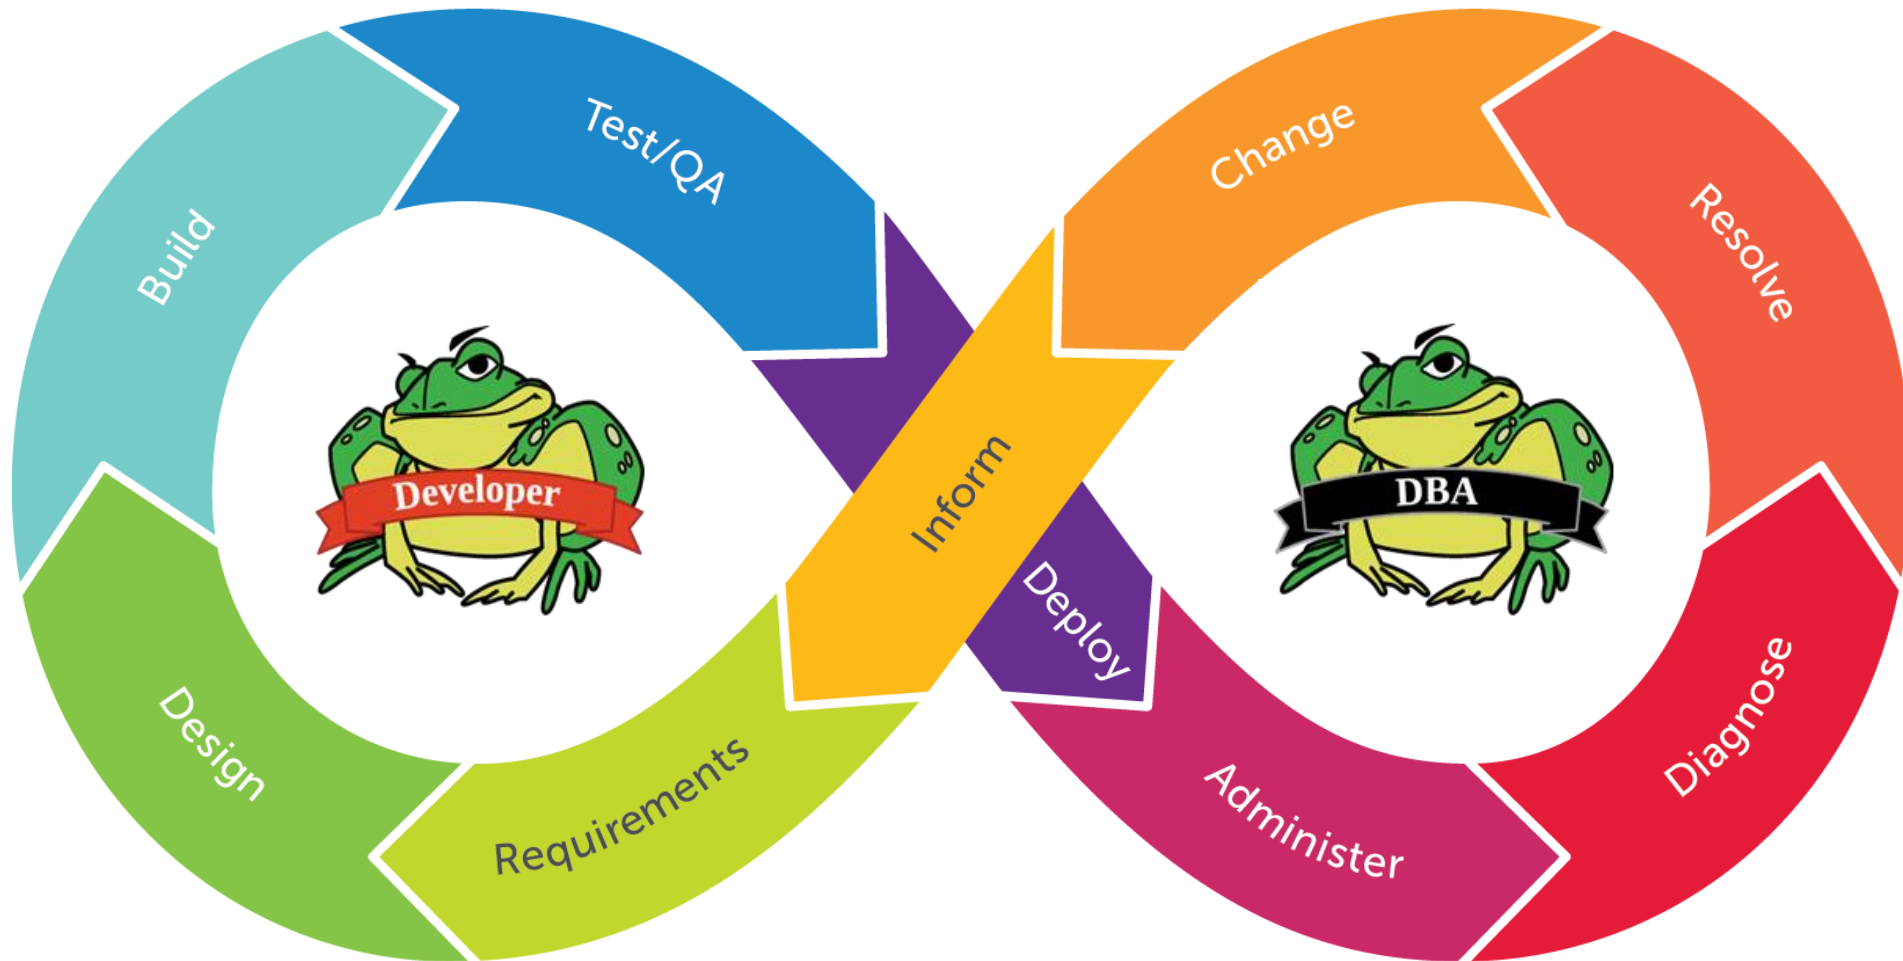 Test/QA
Change
Build
Resolve
Developer
DBA
Inform
Deploy
Design
Requirements
Administer
Diagnose